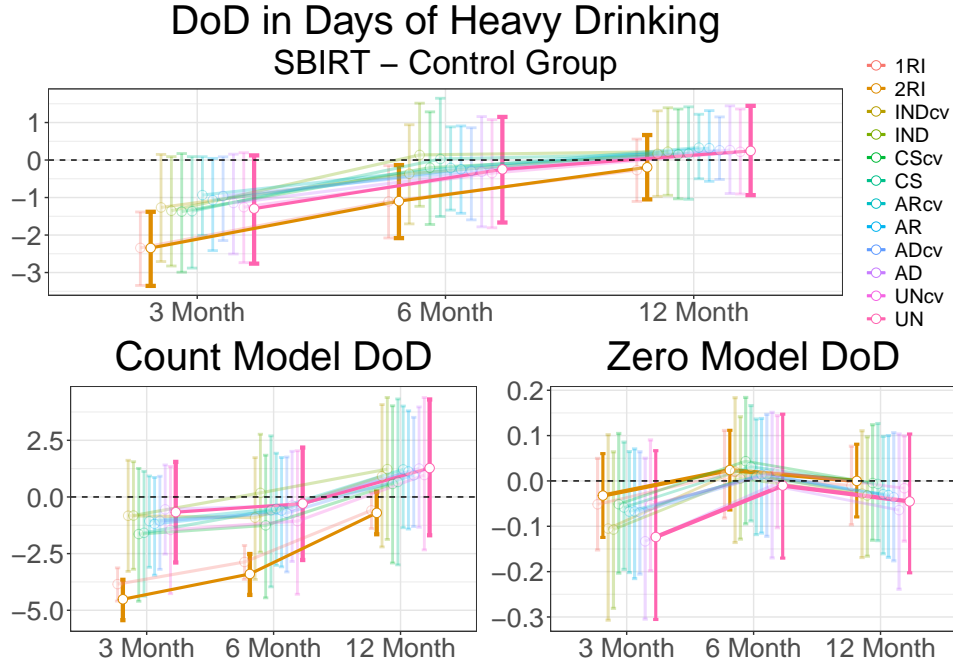 DoD in Days of Heavy Drinking
SBIRT − Control Group
1
0
−1
−2
−3
3 Month
6 Month
12 Month
1RI
2RI
INDcv
IND
CScv
CS
ARcv
AR
ADcv
AD
UNcv
UN
Count Model DoD
2.5
0.0
−2.5
−5.0
3 Month
6 Month
12 Month
Zero Model DoD
0.2
0.1
0.0
−0.1
−0.2
−0.3
3 Month
6 Month
12 Month